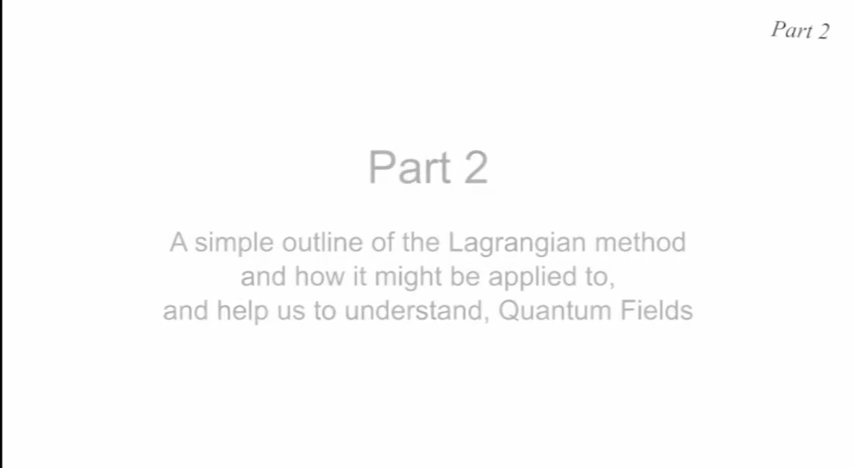 Part 2
Part 2
A simple outline of the Lagrangian method
and how it might be applied to,
and help us to understand, Quantum Fields